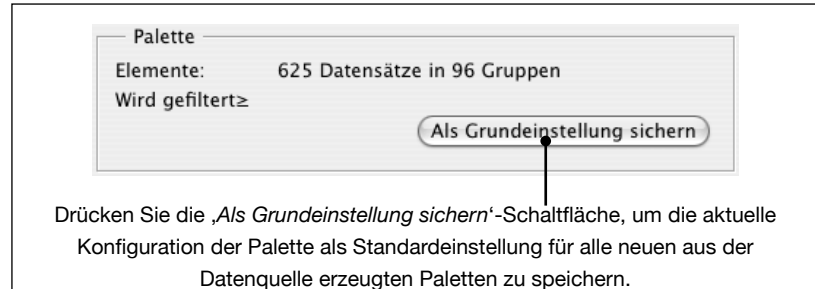 Palette
Elemente: 625 Datensätze in 96 Gruppen
Wird gefiltert≥
Als Grundeinstellung sichern
Drücken Sie die ‚Als Grundeinstellung sichern‘-Schaltfläche, um die aktuelle
Konfiguration der Palette als Standardeinstellung für alle neuen aus der
Datenquelle erzeugten Paletten zu speichern.